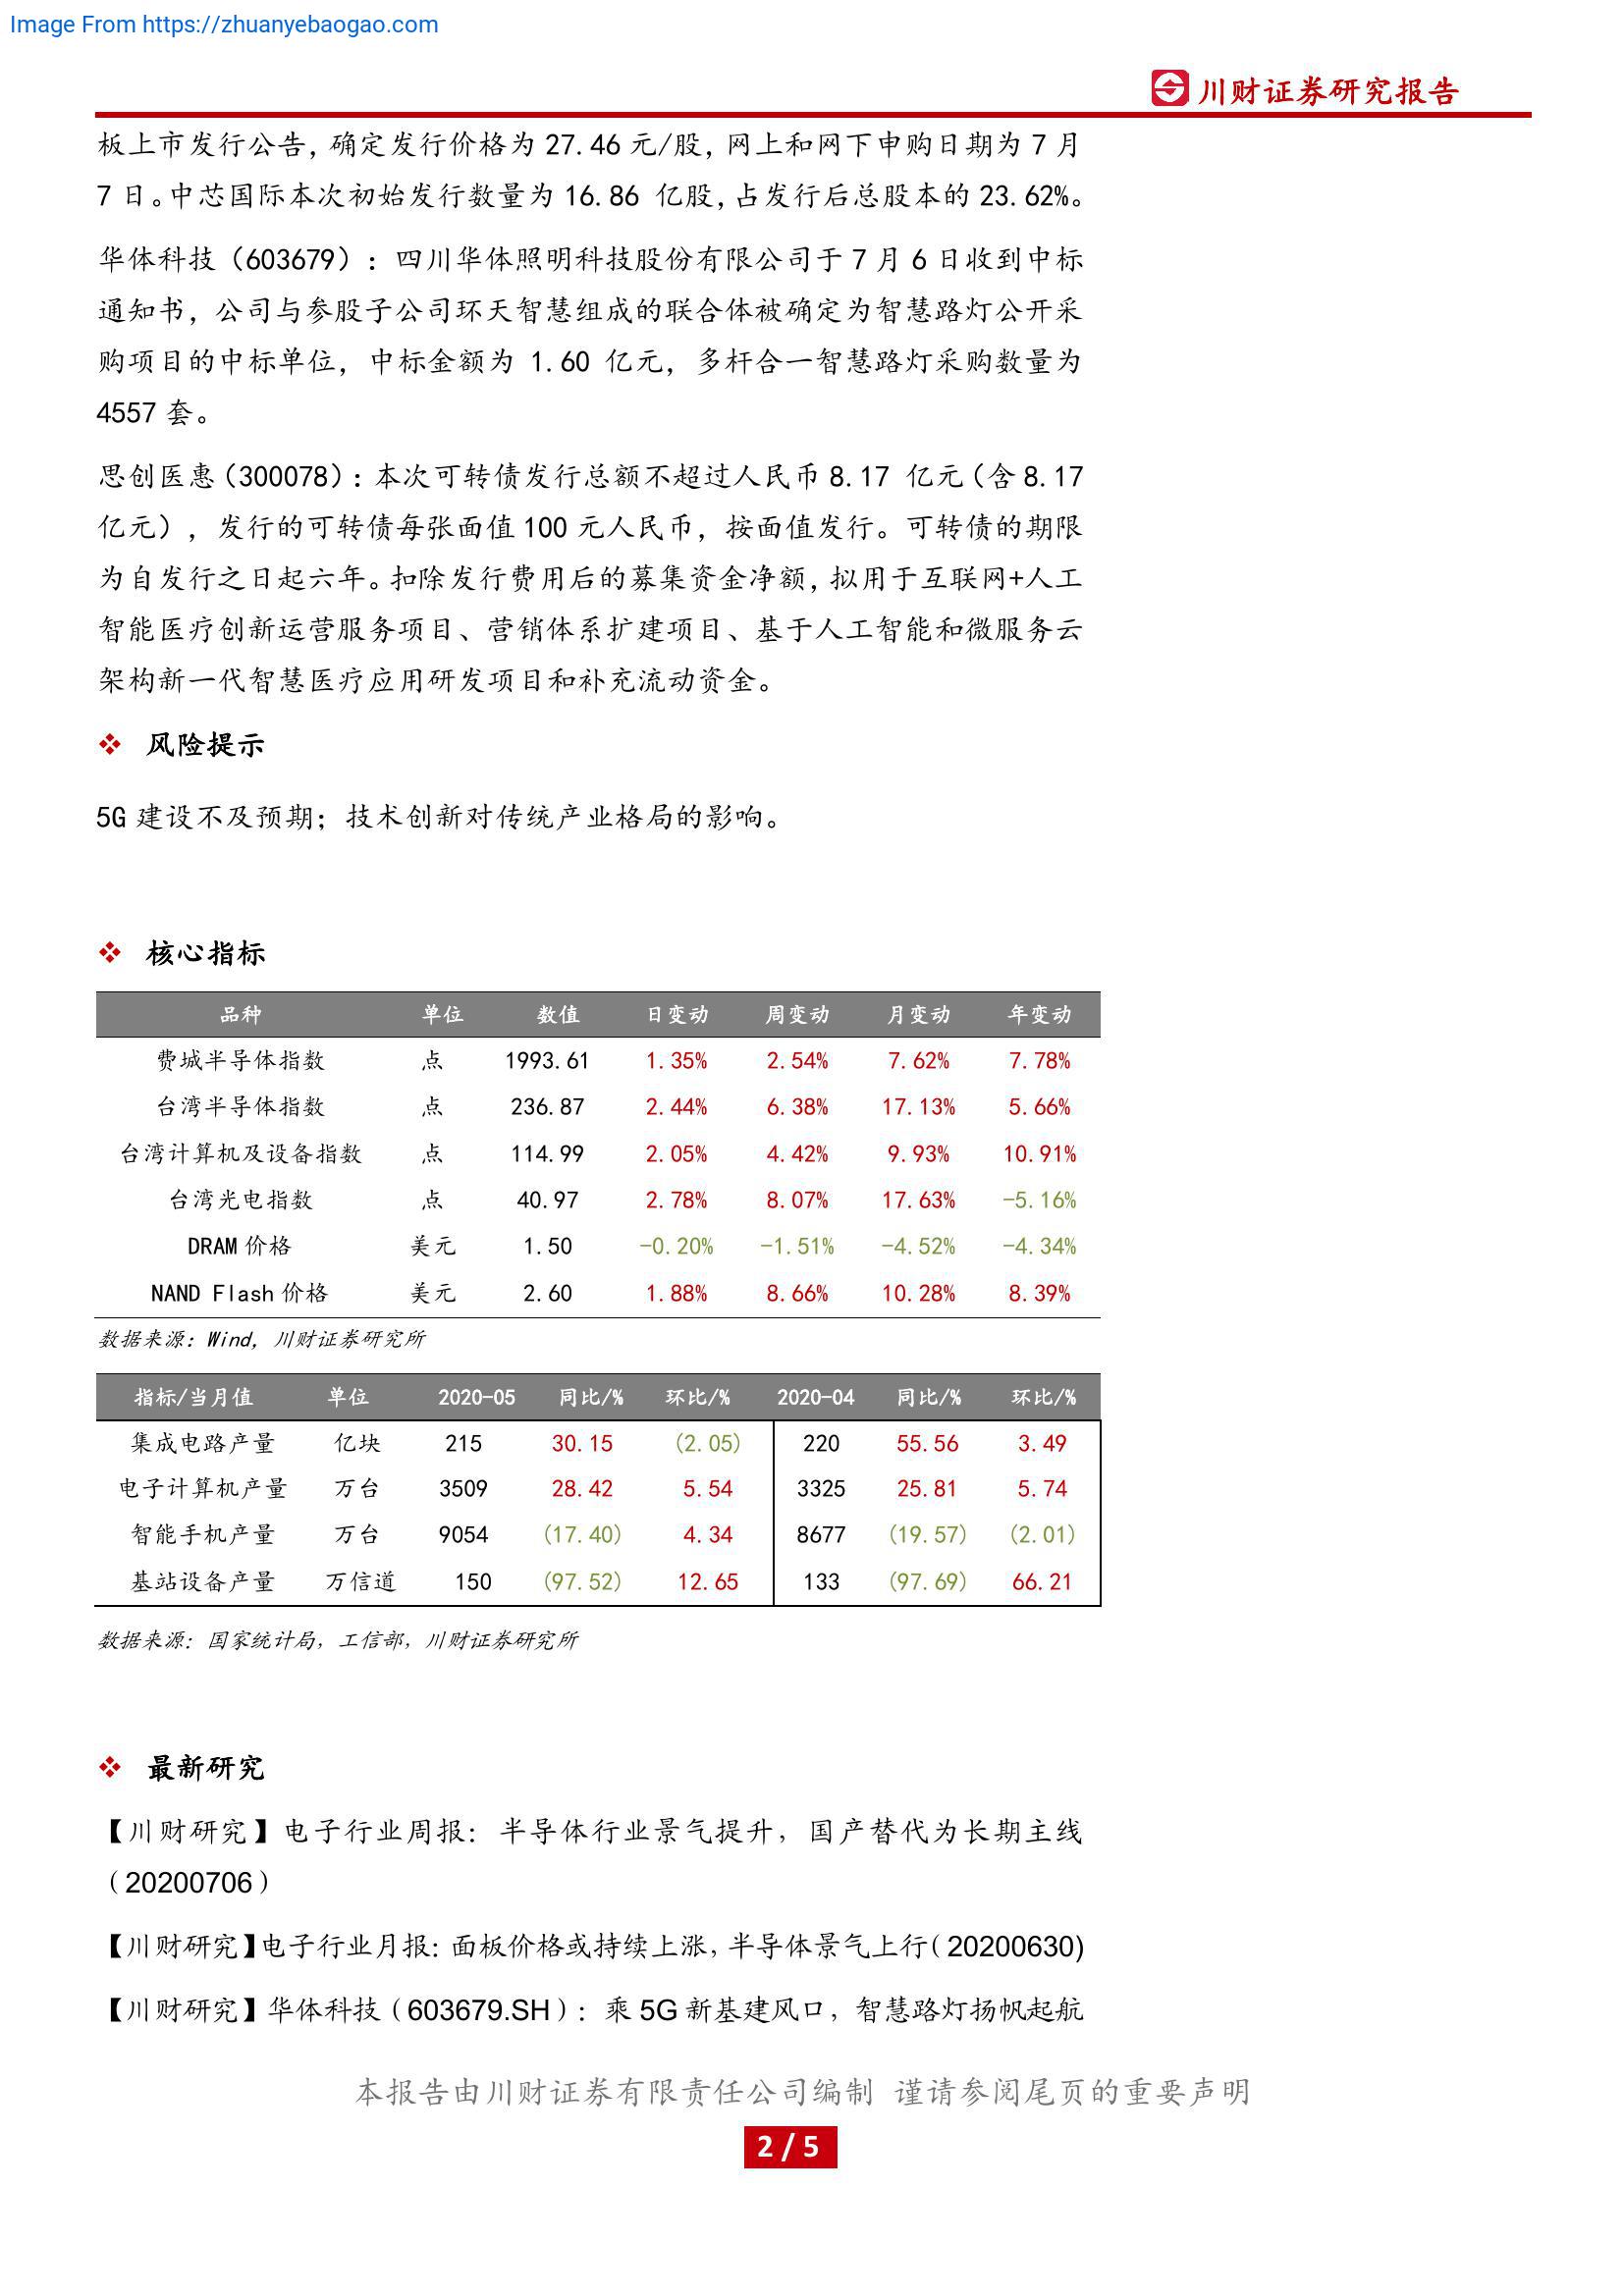 Image From https://zhuanyebaogao.com
川财证券研究报告
板上市发行公告，确定发行价格为 27.46 元/股，网上和网下申购日期为 7 月
7 日。中芯国际本次初始发行数量为 16.86 亿股，占发行后总股本的 23.62%。
华体科技（603679）：四川华体照明科技股份有限公司于 7 月 6 日收到中标
通知书，公司与参股子公司环天智慧组成的联合体被确定为智慧路灯公开采
购项目的中标单位，中标金额为 1.60 亿元，多杆合一智慧路灯采购数量为
4557 套。
思创医惠（300078）：本次可转债发行总额不超过人民币 8.17 亿元（含 8.17
亿元），发行的可转债每张面值 100 元人民币，按面值发行。可转债的期限
为自发行之日起六年。扣除发行费用后的募集资金净额，拟用于互联网+人工
智能医疗创新运营服务项目、营销体系扩建项目、基于人工智能和微服务云
架构新一代智慧医疗应用研发项目和补充流动资金。
❖ 风险提示
5G 建设不及预期；技术创新对传统产业格局的影响。
❖ 核心指标
品种 单位 数值 日变动 周变动 月变动 年变动
费城半导体指数 点 1993.61 1.35% 2.54% 7.62% 7.78%
台湾半导体指数 点 236.87 2.44% 6.38% 17.13% 5.66%
台湾计算机及设备指数 点 114.99 2.05% 4.42% 9.93% 10.91%
台湾光电指数 点 40.97 2.78% 8.07% 17.63% -5.16%
DRAM 价格 美元 1.50 -0.20% -1.51% -4.52% -4.34%
NAND Flash 价格 美元 2.60 1.88% 8.66% 10.28% 8.39%
数据来源：Wind，川财证券研究所
指标/当月值 单位 2020-05 同比/% 环比/% 2020-04 同比/% 环比/%
集成电路产量 亿块 215 30.15 (2.05) 220 55.56 3.49
电子计算机产量 万台 3509 28.42 5.54 3325 25.81 5.74
智能手机产量 万台 9054 (17.40) 4.34 8677 (19.57) (2.01)
基站设备产量 万信道 150 (97.52) 12.65 133 (97.69) 66.21
数据来源：国家统计局，工信部，川财证券研究所
❖ 最新研究
【川财研究】电子行业周报：半导体行业景气提升，国产替代为长期主线
（20200706）
【川财研究】电子行业月报：面板价格或持续上涨，半导体景气上行（20200630)
【川财研究】华体科技（603679.SH）：乘 5G 新基建风口，智慧路灯扬帆起航
本报告由川财证券有限责任公司编制 谨请参阅尾页的重要声明
2 / 5